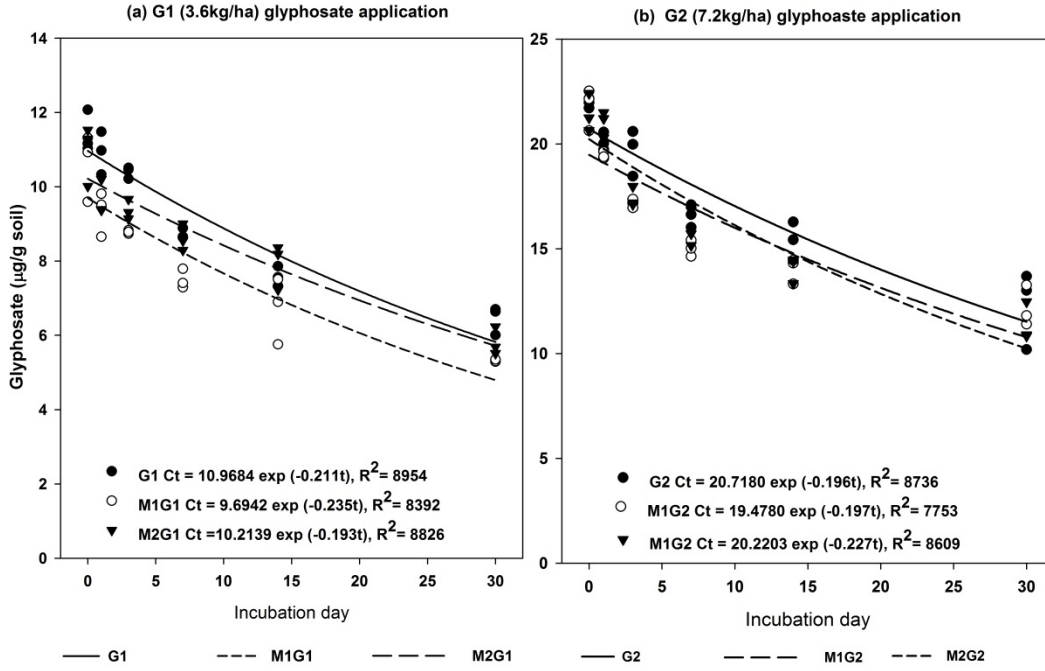 (a) G1 (3.6kg/ha) glyphosate application
14
12
10
8
6
4
2
0
Glyphosate (µg/g soil)
G1 Ct = 10.9684 exp (-0.211t), R²= 8954
M1G1 Ct = 9.6942 exp (-0.235t), R²= 8392
M2G1 Ct =10.2139 exp (-0.193t), R²= 8826
0 5 10 15 20 25 30
Incubation day
G1 M1G1 M2G1
(b) G2 (7.2kg/ha) glyphoaste application
25
20
15
10
5
0
G2 Ct = 20.7180 exp (-0.196t), R²= 8736
M1G2 Ct = 19.4780 exp (-0.197t), R²= 7753
M1G2 Ct = 20.2203 exp (-0.227t), R²= 8609
0 5 10 15 20 25 30
Incubation day
G2 M1G2 M2G2